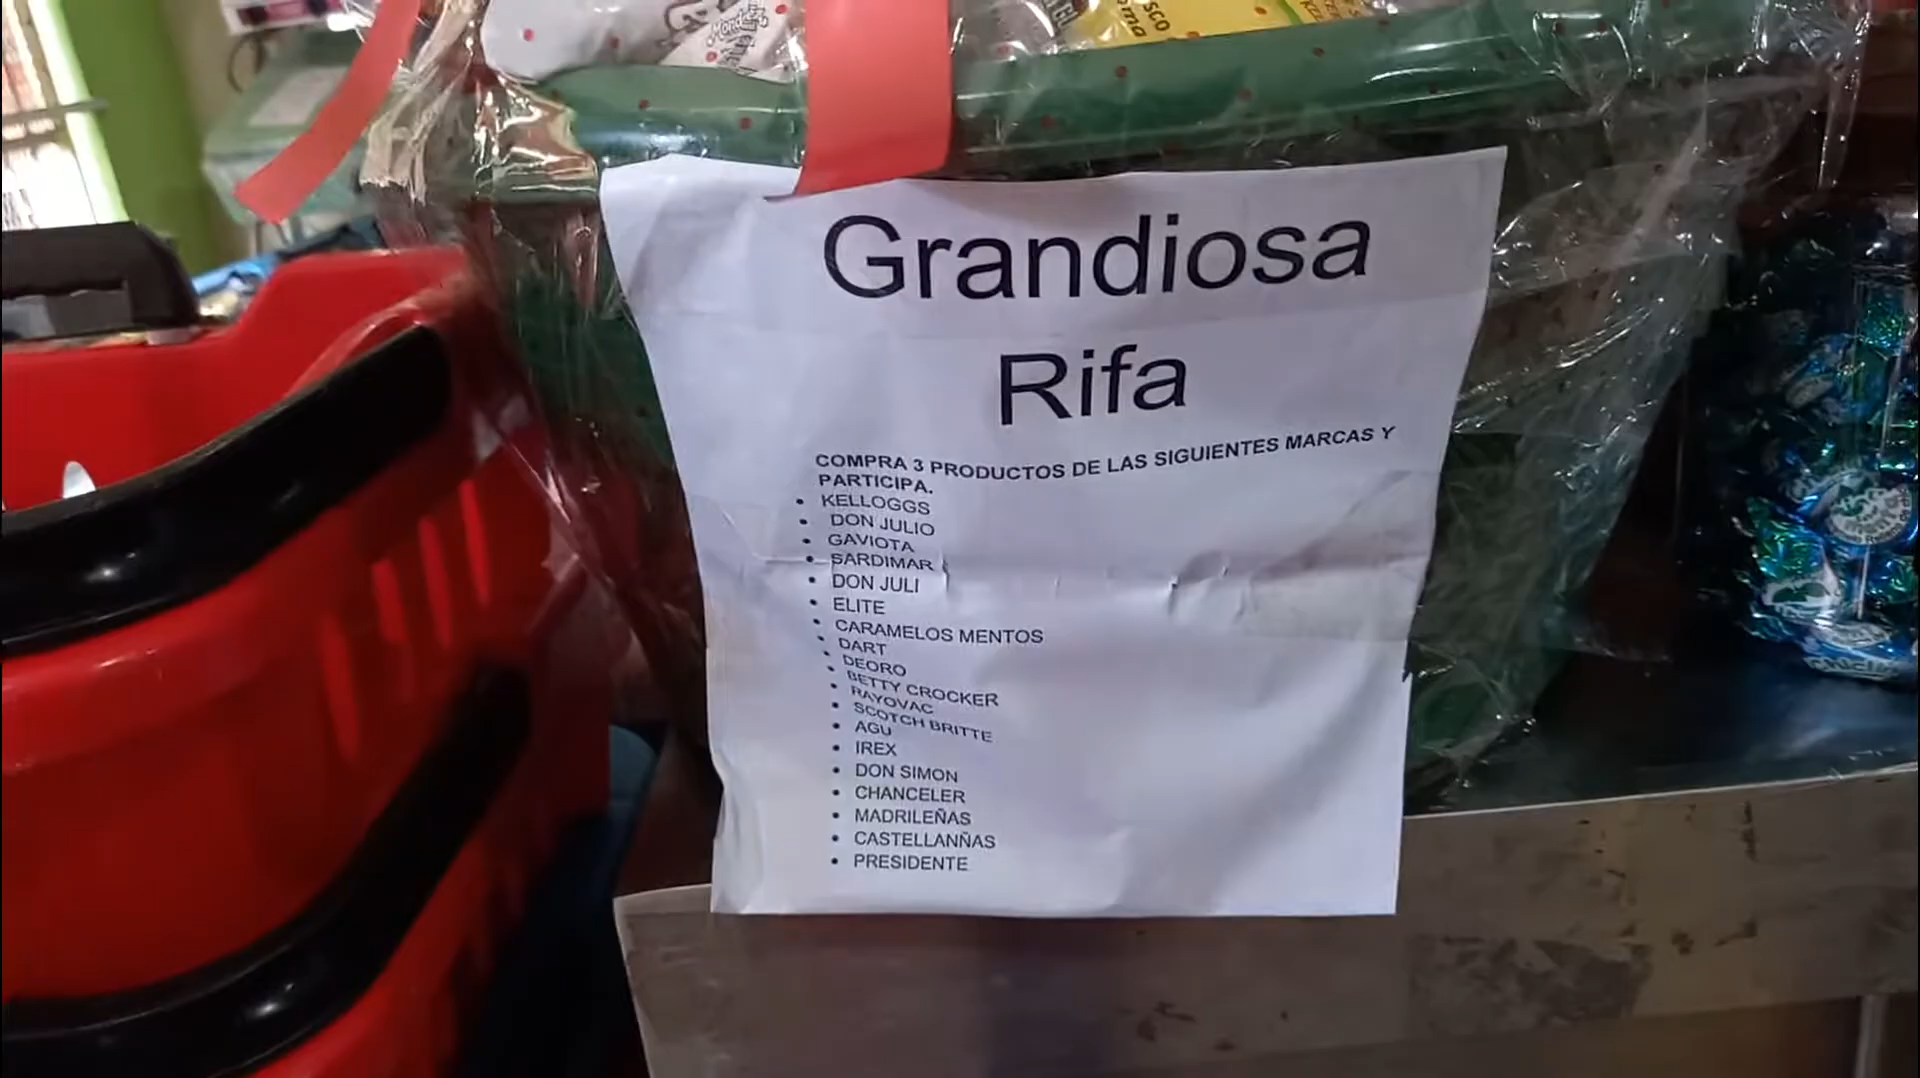 Grandiosa
Rifa
COMPRA 3 PRODUCTOS DE LAS SIGUIENTES MARCAS Y
PARTICIPA.
• KELLOGGS
• DON JULIO
• GAVIOTA
• SARDIMAR
• DON JULI
• ELITE
• CARAMELOS MENTOS
• DART
• DEORO
• BETTY CROCKER
• RAYOVAC
• SCOTCH BRITTE
• AGU
• IREX
• DON SIMON
• CHANCELER
• MADRILEÑAS
• CASTELLANÑAS
• PRESIDENTE